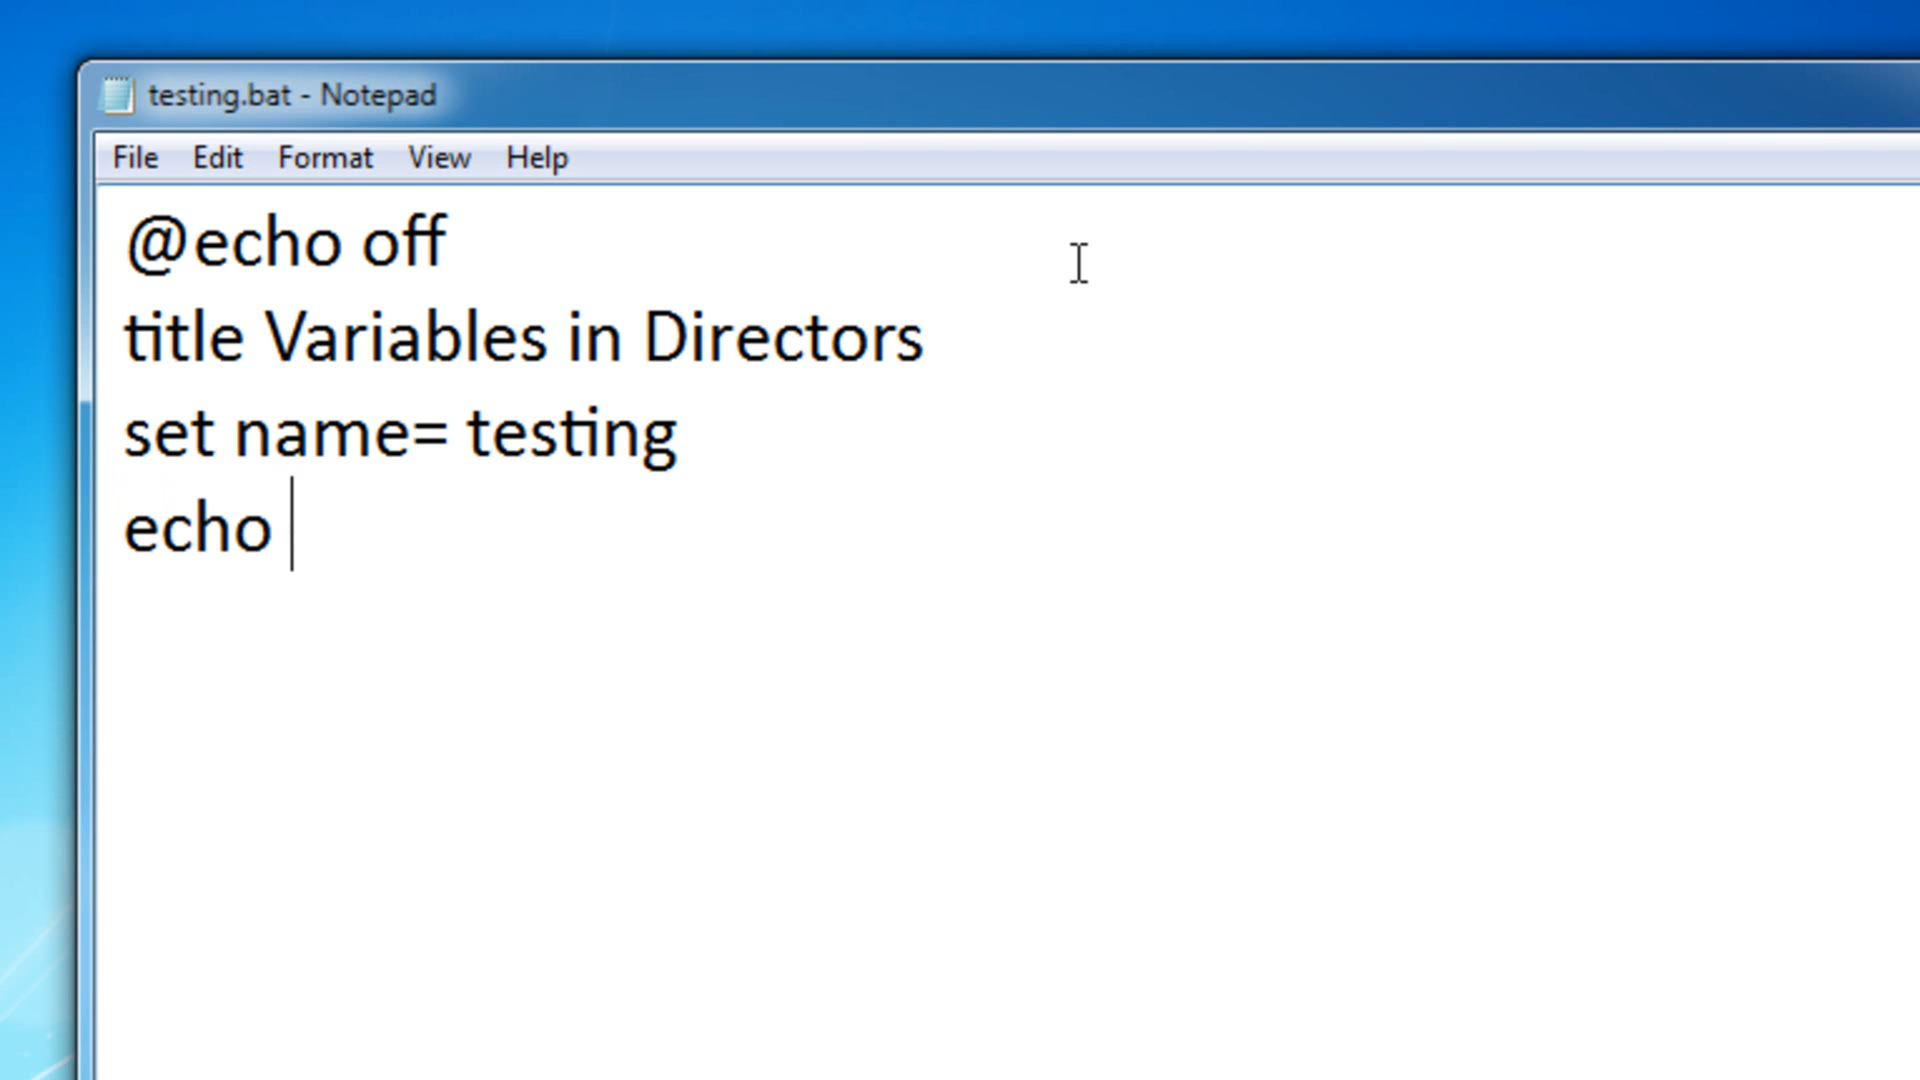 testing.bat - Notepad
File Edit Format View Help
@echo off
title Variables in Directors
set name= testing
echo